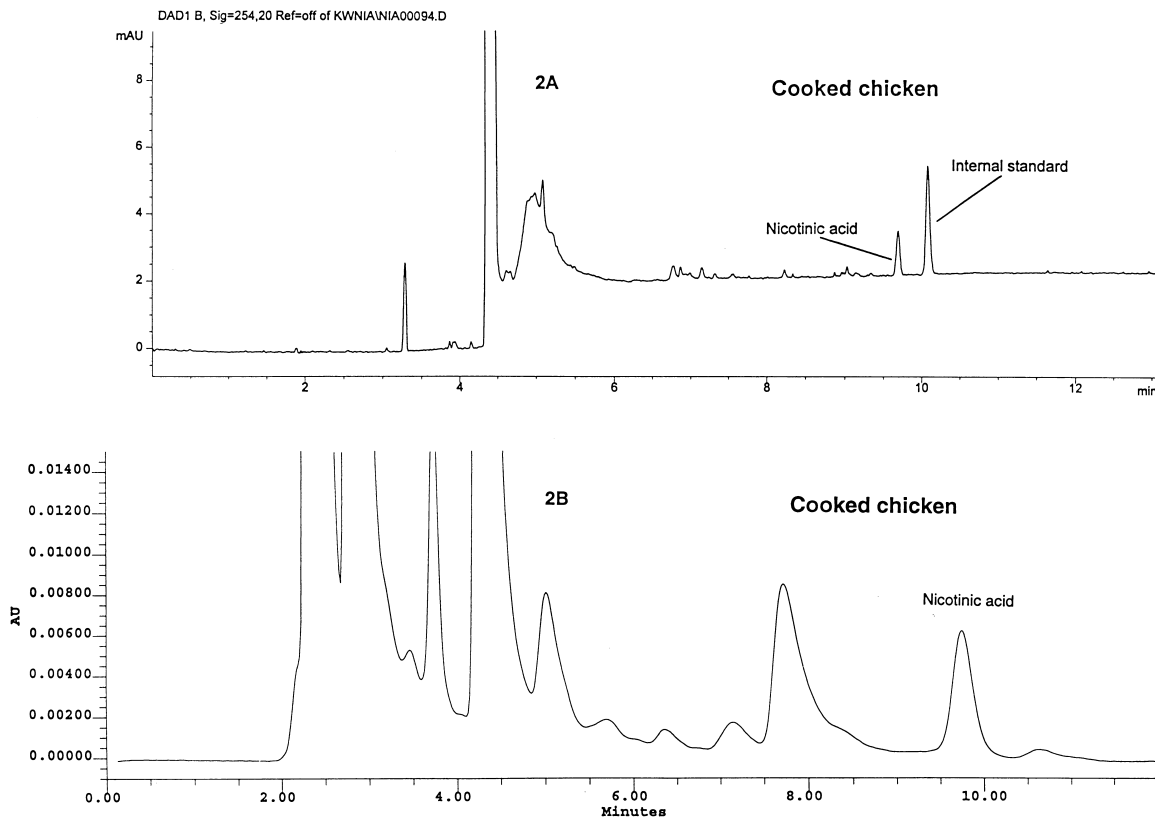 DAD1 B, Sig=254,20 Ref=off of KWNIA\NIA00094.D
mAU
8
6
4
2
0
2A
Cooked chicken
Internal standard
Nicotinic acid
2
4
6
8
10
12
min
0.01400
0.01200
0.01000
0.00800
0.00600
0.00400
0.00200
0.00000
AU
2B
Cooked chicken
Nicotinic acid
0.00
2.00
4.00
6.00
8.00
10.00
Minutes